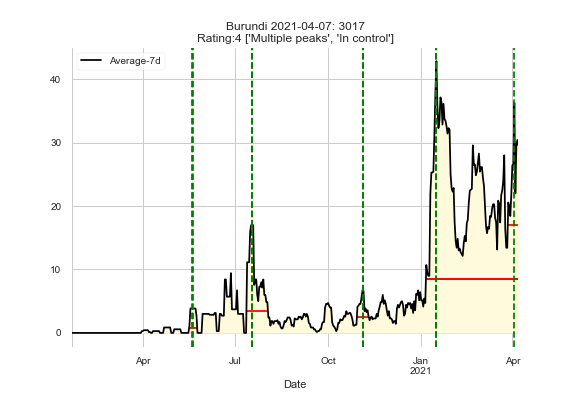 Burundi 2021-04-07: 3017
Rating:4 ['Multiple peaks', 'In control']
Average-7d
40
30
20
10
0
Apr
Jul
Oct
Jan
2021
Apr
Date